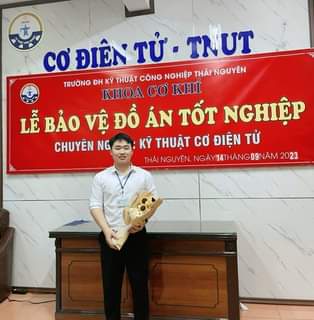 CƠ ĐIỆN TỬ - TNUT
TRƯỜNG ĐH KỸ THUẬT CÔNG NGHIỆP THÁI NGUYÊN
KHOA CƠ KHÍ
LỄ BẢO VỆ ĐỒ ÁN TỐT NGHIỆP
CHUYÊN NG : KỸ THUẬT CƠ ĐIỆN TỬ
THÁI NGUYÊN, NGÀY 14 THÁNG 09 NĂM 2023